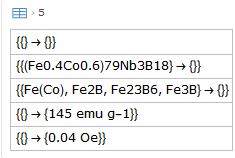 › 5
{{} → {}}
{{(Fe0.4Co0.6)79Nb3B18} → {}}
{{Fe(Co), Fe2B, Fe23B6, Fe3B} → {}}
{{} → {145 emu g–1}}
{{} → {0.04 Oe}}